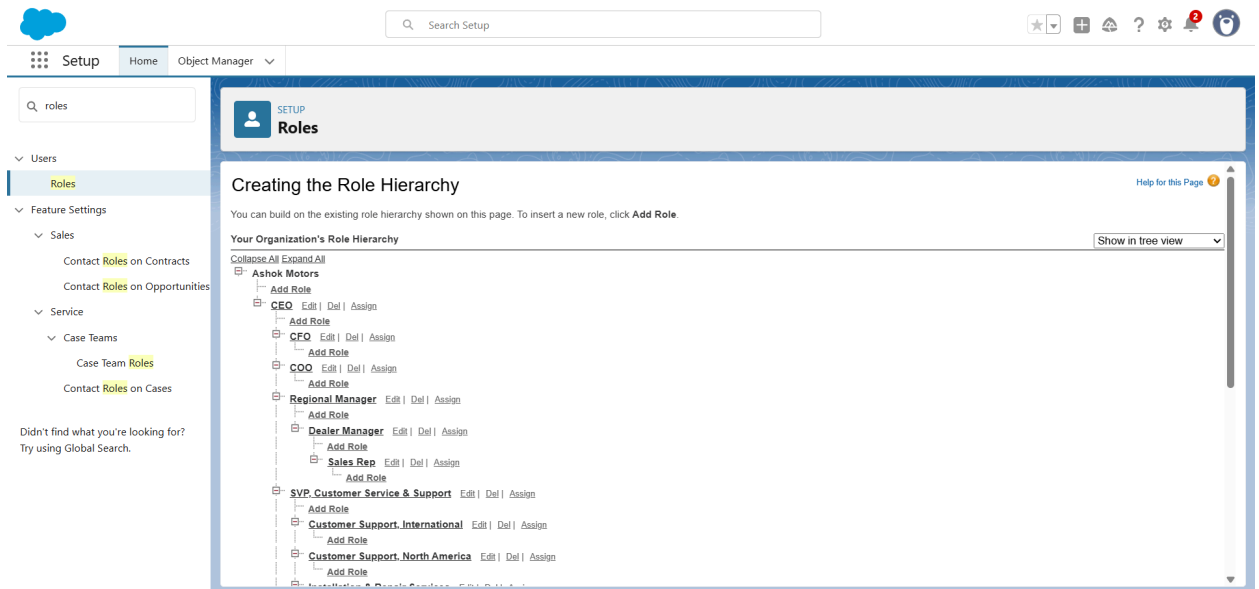 Search Setup
2
Setup
Home
Object Manager
roles
Users
Roles
Feature Settings
Sales
Contact Roles on Contracts
Contact Roles on Opportunities
Service
Case Teams
Case Team Roles
Contact Roles on Cases
Didn't find what you're looking for?
Try using Global Search.
SETUP
Roles
Creating the Role Hierarchy
Help for this Page ?
You can build on the existing role hierarchy shown on this page. To insert a new role, click Add Role.
Your Organization's Role Hierarchy
Show in tree view
Collapse All Expand All
Ashok Motors
Add Role
CEO Edit | Del | Assign
Add Role
CFO Edit | Del | Assign
Add Role
COO Edit | Del | Assign
Add Role
Regional Manager Edit | Del | Assign
Add Role
Dealer Manager Edit | Del | Assign
Add Role
Sales Rep Edit | Del | Assign
Add Role
SVP, Customer Service & Support Edit | Del | Assign
Add Role
Customer Support, International Edit | Del | Assign
Add Role
Customer Support, North America Edit | Del | Assign
Add Role
Installation & Repair Services Edit | Del | Assign